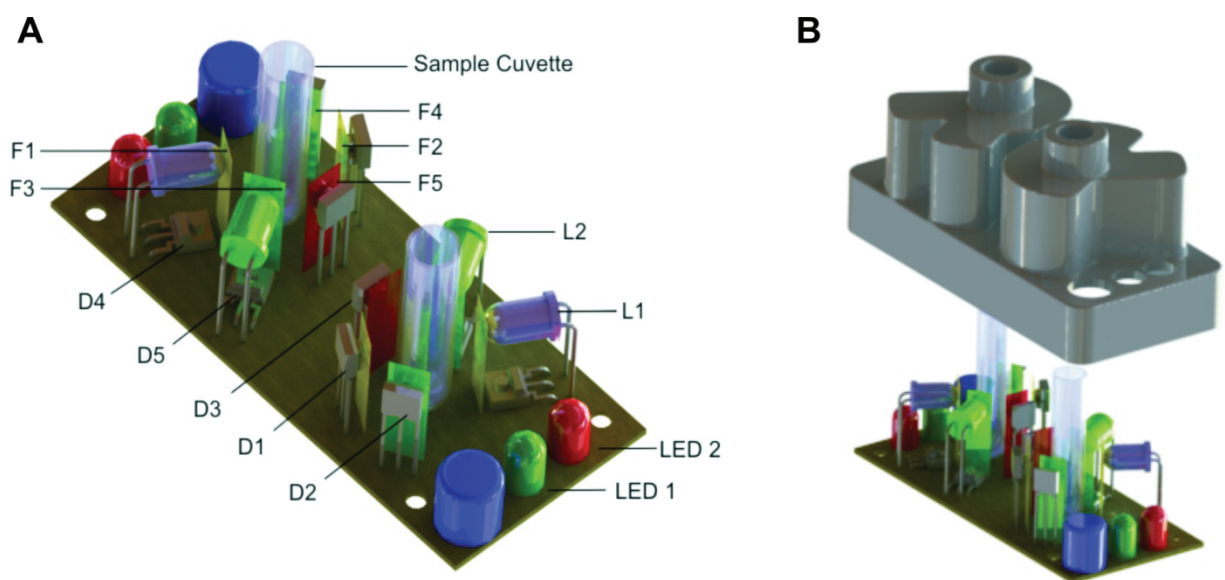 A
B
Sample Cuvette
F4
F1
F2
F3
F5
L2
D4
L1
D5
D3
D1
LED 2
D2
LED 1